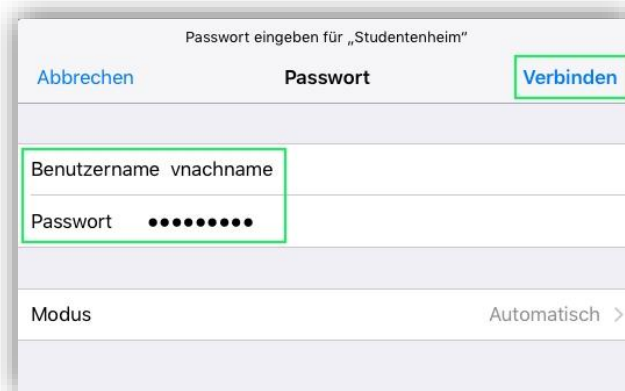 Passwort eingeben für „Studentenheim“
Abbrechen Passwort Verbinden
Benutzername vnachname
Passwort ●●●●●●●●●
Modus Automatisch >